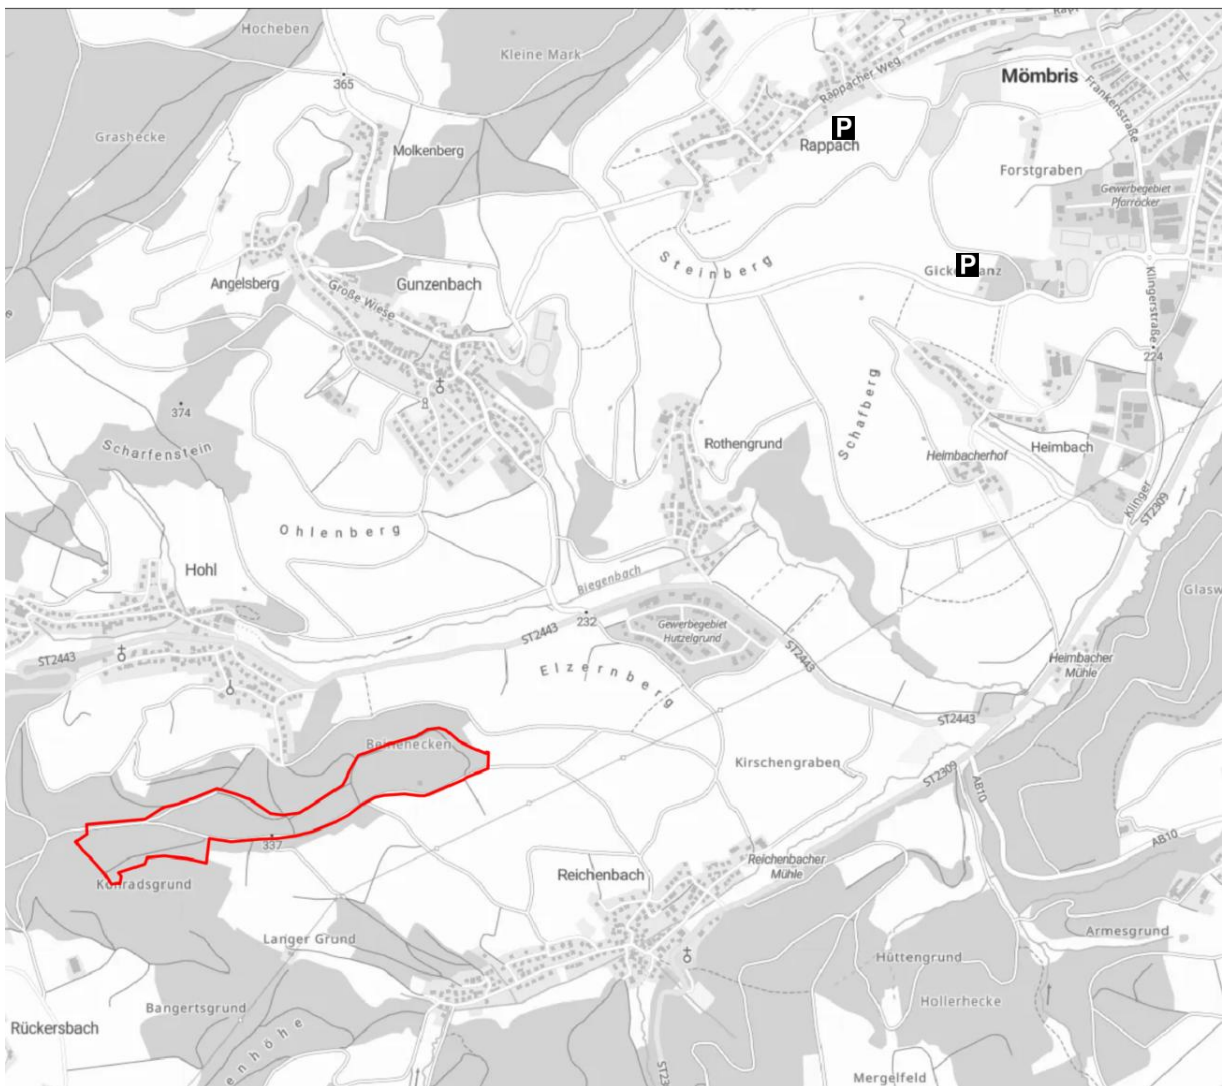 Hocheben
Kleine Mark
Mömbris
Rappacher Weg
Frankenstraße
365
Grashecke
Molkenberg
P
Rappach
Forstgraben
Gewerbegebiet
Pfarräcker
Steinberg
P
Angelsberg
Große Wiese
Gunzenbach
Klingerstraße
224
374
Scharfenstein
Schafberg
Rothengrund
Heimbach
Heimbacherhof
Klinger
ST2309
Ohlenberg
Hohl
Biegenbach
232
ST2443
Gewerbegebiet
Hutzelgrund
ST2443
ST2443
Elzernberg
Heimbacher
Mühle
ST2443
Kirschengraben
ST2309
AB10
AB10
337
Konradsgrund
Reichenbach
Reichenbacher
Mühle
Langer Grund
Armesgrund
Hüttengrund
Hollerhecke
Bangertsgrund
Rückersbach
Mergelfeld